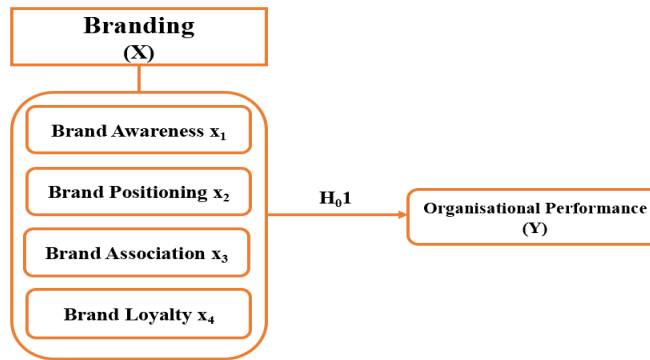 Branding
(X)
Brand Awareness x₁
Brand Positioning x₂
Brand Association x₃
Brand Loyalty x₄
H₀1
Organisational Performance
(Y)